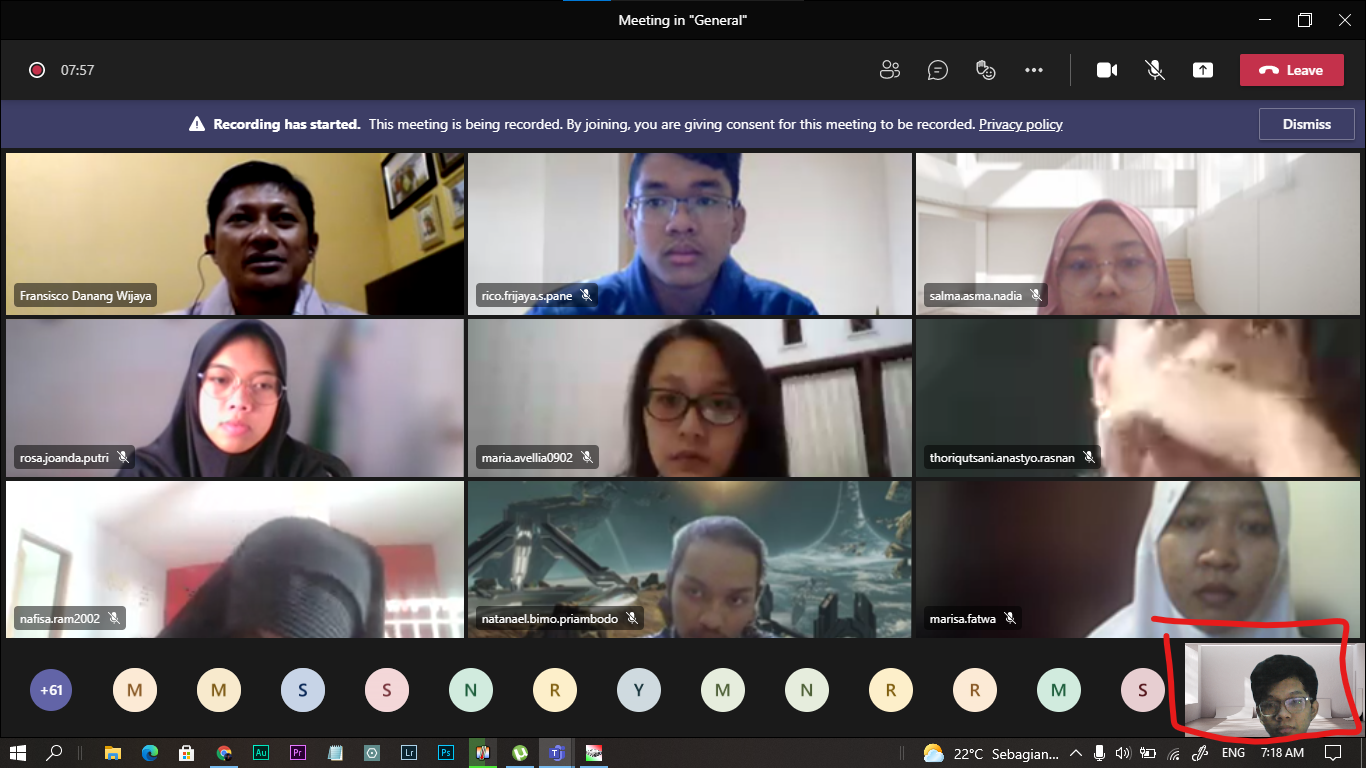 Meeting in "General"
07:57
Leave
Recording has started. This meeting is being recorded. By joining, you are giving consent for this meeting to be recorded. Privacy policy
Dismiss
Fransisco Danang Wijaya
rico.frijaya.s.pane
salma.asma.nadia
rosa.joanda.putri
maria.avellia0902
thoriqutsani.anastyo.rasnan
nafisa.ram2002
natanael.bimo.priambodo
marisa.fatwa
+61 M M S S N R Y M N R R M S
Au Pr Lr Ps
22°C Sebagian... ENG 7:18 AM